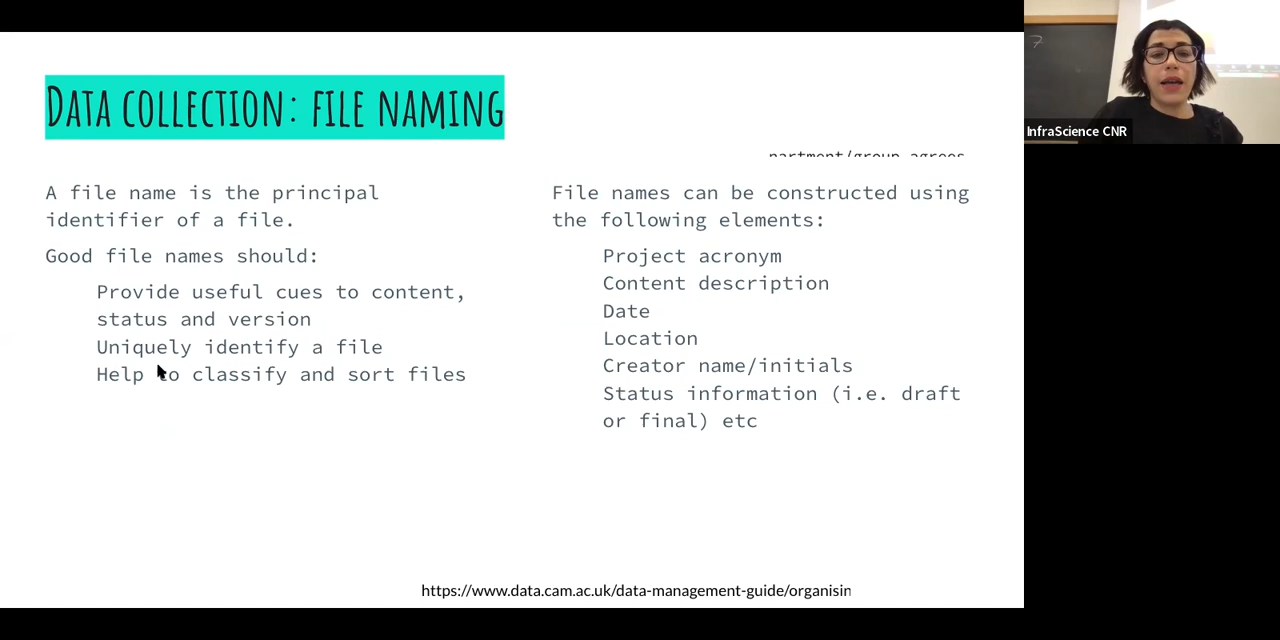 Data collection: file naming
InfraScience CNR
partment/group agrees
A file name is the principal
identifier of a file.
Good file names should:
Provide useful cues to content,
status and version
Uniquely identify a file
Help to classify and sort files
File names can be constructed using
the following elements:
Project acronym
Content description
Date
Location
Creator name/initials
Status information (i.e. draft
or final) etc
https://www.data.cam.ac.uk/data-management-guide/organisin